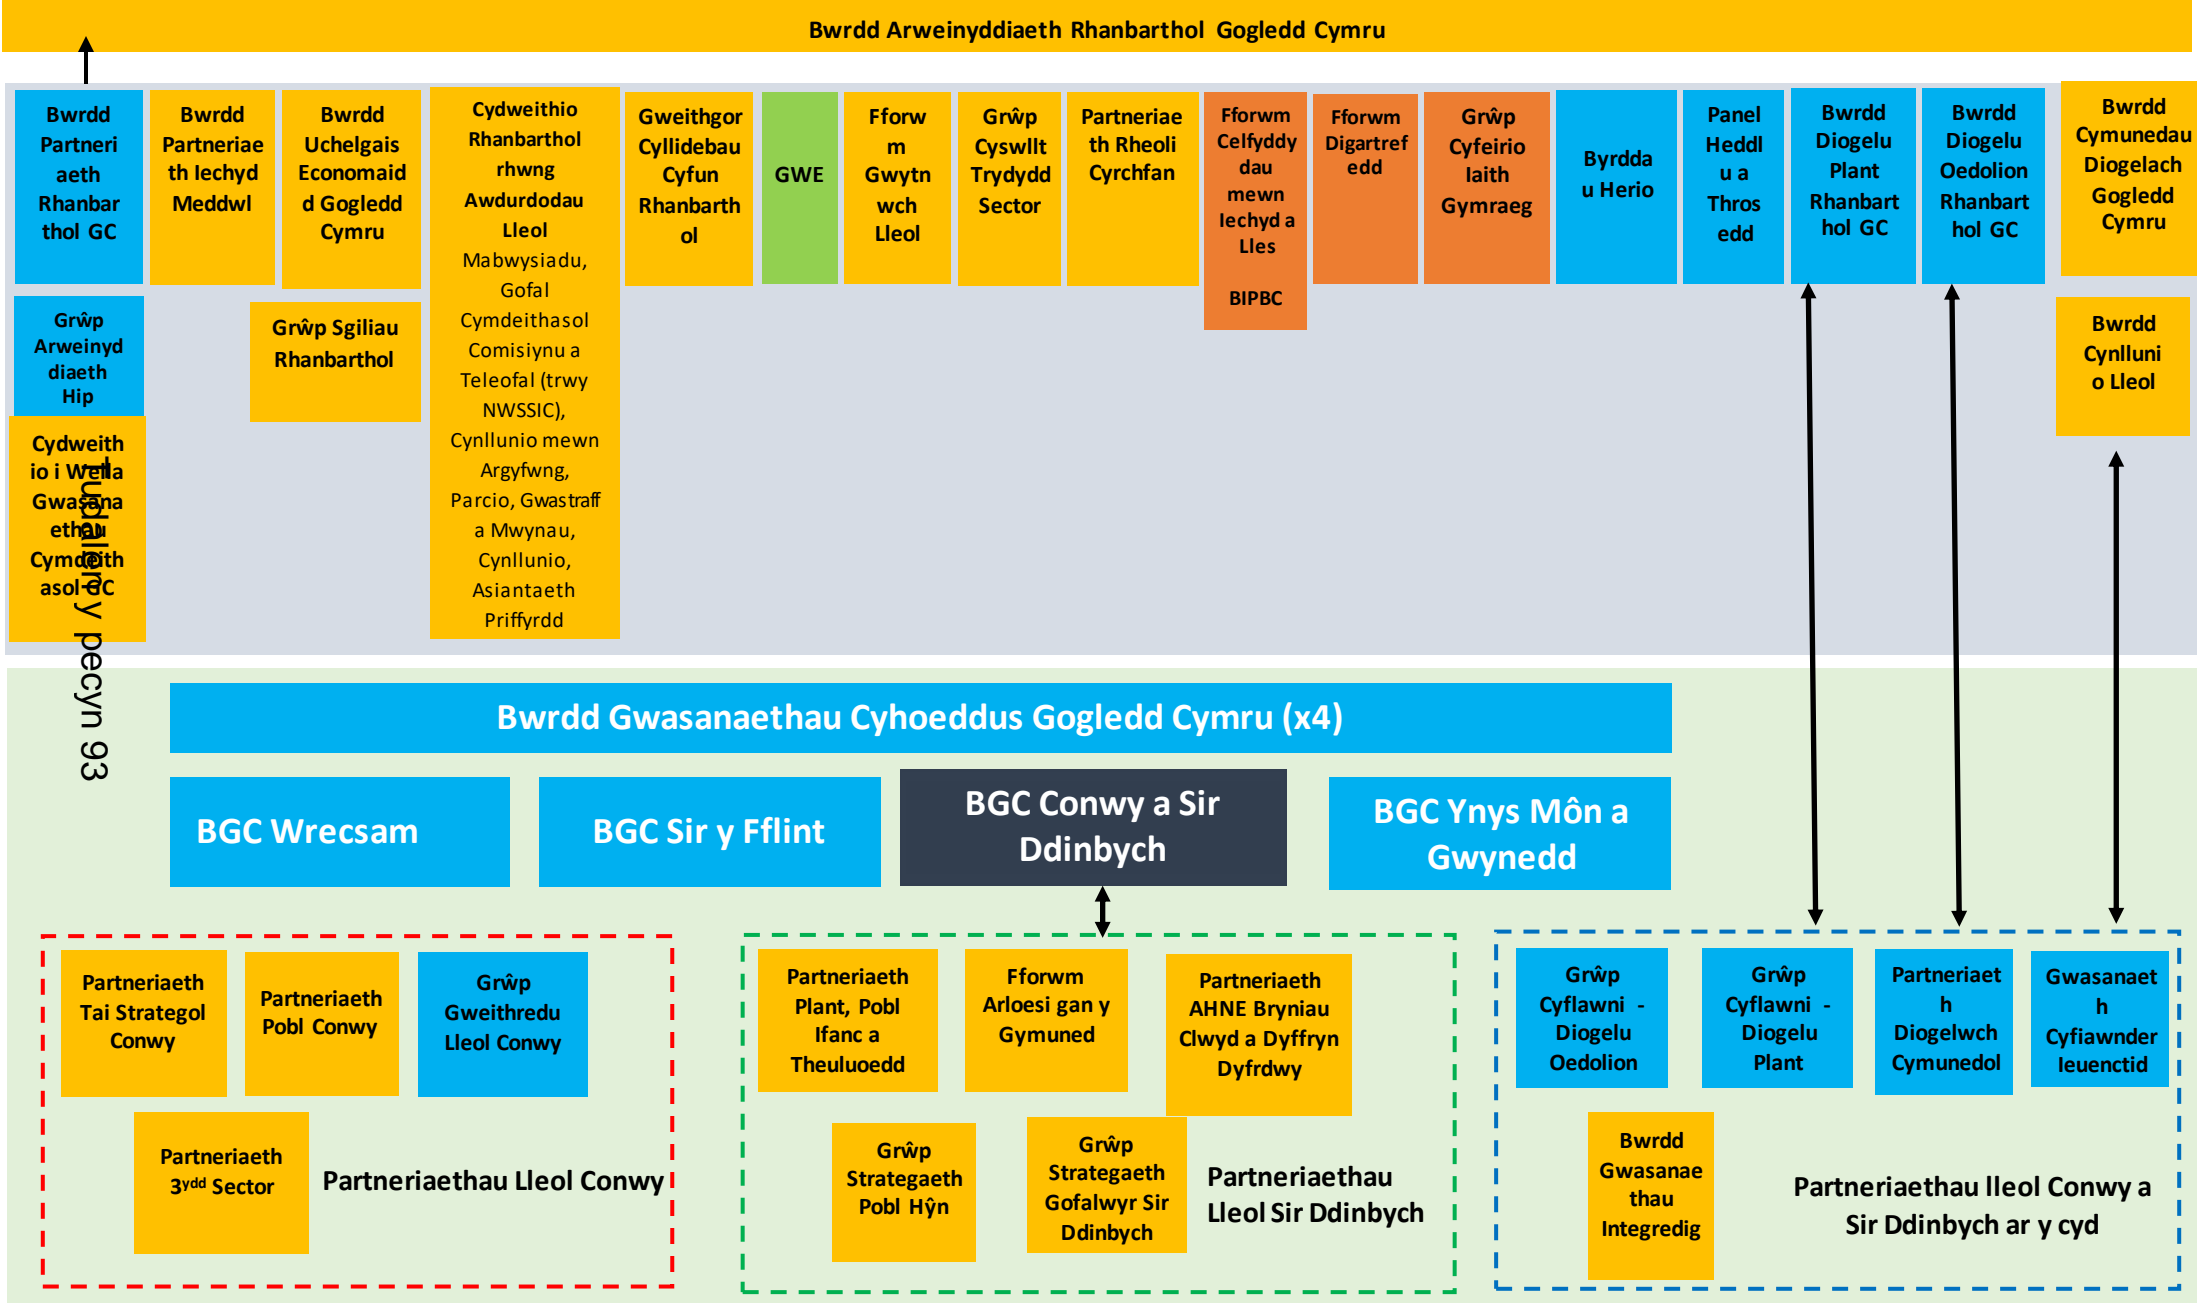 Bwrdd Arweinyddiaeth Rhanbarthol Gogledd Cymru
Bwrdd
Partneri
aeth
Rhanbar
thol GC
Bwrdd
Partneriae
th Iechyd
Meddwl
Bwrdd
Uchelgais
Economaid
d Gogledd
Cymru
Cydweithio
Rhanbarthol
rhwng
Awdurdodau
Lleol
Mabwysiadu,
Gofal
Cymdeithasol
Comisiynu a
Teleofal (trwy
NWSSIC),
Cynllunio mewn
Argyfwng,
Parcio, Gwastraff
a Mwynau,
Cynllunio,
Asiantaeth
Priffyrdd
Gweithgor
Cyllidebau
Cyfun
Rhanbarth
ol
GWE
Fforw
m
Gwytn
wch
Lleol
Grŵp
Cyswllt
Trydydd
Sector
Partneriae
th Rheoli
Cyrchfan
Fforwm
Celfyddy
dau
mewn
Iechyd a
Lles
BIPBC
Fforwm
Digartref
edd
Grŵp
Cyfeirio
Iaith
Gymraeg
Byrdda
u Herio
Panel
Heddl
u a
Thros
edd
Bwrdd
Diogelu
Plant
Rhanbart
hol GC
Bwrdd
Diogelu
Oedolion
Rhanbart
hol GC
Bwrdd
Cymunedau
Diogelach
Gogledd
Cymru
Grŵp
Arweinyd
diaeth
Hip
Grŵp Sgiliau
Rhanbarthol
Bwrdd
Cynlluni
o Lleol
Cydweith
io i Wella
Gwasana
ethau
Cymdeith
asol GC
Tudalen y pecyn 93
Bwrdd Gwasanaethau Cyhoeddus Gogledd Cymru (x4)
BGC Wrecsam
BGC Sir y Fflint
BGC Conwy a Sir
Ddinbych
BGC Ynys Môn a
Gwynedd
Partneriaeth
Tai Strategol
Conwy
Partneriaeth
Pobl Conwy
Grŵp
Gweithredu
Lleol Conwy
Partneriaeth
3ydd Sector
Partneriaethau Lleol Conwy
Partneriaeth
Plant, Pobl
Ifanc a
Theuluoedd
Fforwm
Arloesi gan y
Gymuned
Partneriaeth
AHNE Bryniau
Clwyd a Dyffryn
Dyfrdwy
Grŵp
Strategaeth
Pobl Hŷn
Grŵp
Strategaeth
Gofalwyr Sir
Ddinbych
Partneriaethau
Lleol Sir Ddinbych
Grŵp
Cyflawni -
Diogelu
Oedolion
Grŵp
Cyflawni -
Diogelu
Plant
Partneriaet
h
Diogelwch
Cymunedol
Gwasanaet
h
Cyfiawnder
Ieuenctid
Bwrdd
Gwasanae
thau
Integredig
Partneriaethau lleol Conwy a
Sir Ddinbych ar y cyd